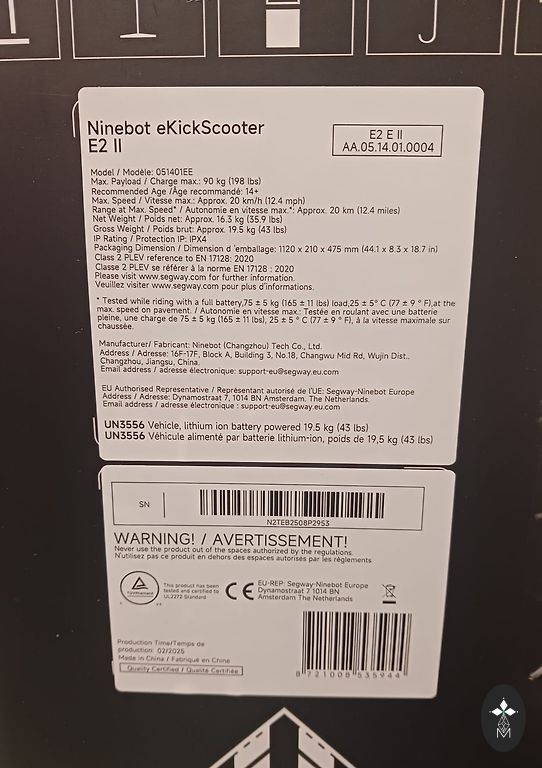 Ninebot eKickScooter
E2 II
E2 E II
AA.05.14.01.0004
Model / Modèle: 051401EE
Max. Payload / Charge max.: 90 kg (198 lbs)
Recommended Age /Âge recommandé: 14+
Max. Speed / Vitesse max.: Approx. 20 km/h (12.4 mph)
Range at Max. Speed* / Autonomie en vitesse max.*: Approx. 20 km (12.4 miles)
Net Weight / Poids net: Approx. 16.3 kg (35.9 lbs)
Gross Weight / Poids brut: Approx. 19.5 kg (43 lbs)
IP Rating / Protection IP: IPX4
Packaging Dimension / Dimension d'emballage: 1120 x 210 x 475 mm (44.1 x 8.3 x 18.7 in)
Class 2 PLEV reference to EN 17128: 2020
Classe 2 PLEV se référer à la norme EN 17128 : 2020
Please visit www.segway.com for further information.
Veuillez visiter www.segway.com pour plus d'informations.
* Tested while riding with a full battery,75 ± 5 kg (165 ± 11 lbs) load,25 ± 5° C (77 ± 9 ° F),at the
max. speed on pavement. / Autonomie en vitesse max.: Testée en roulant avec une batterie
pleine, une charge de 75 ± 5 kg (165 ± 11 lbs), 25 ± 5 ° C (77 ± 9 ° F), à la vitesse maximale sur
chaussée.
Manufacturer/ Fabricant: Ninebot (Changzhou) Tech Co., Ltd.
Address / Adresse: 16F-17F, Block A, Building 3, No.18, Changwu Mid Rd, Wujin Dist.,
Changzhou, Jiangsu, China.
Email address / adresse électronique: support-eu@segway.com
EU Authorised Representative / Représentant autorisé de l'UE: Segway-Ninebot Europe
Address / Adresse: Dynamostraat 7, 1014 BN Amsterdam. The Netherlands.
Email address / adresse électronique : support-eu@segway.com
UN3556 Vehicle, lithium ion battery powered 19.5 kg (43 lbs)
UN3556 Véhicule alimenté par batterie lithium-ion, poids de 19,5 kg (43 lbs)
SN
N2TEB2508P2953
WARNING! / AVERTISSEMENT!
Never use the product out of the spaces authorized by the regulations.
N'utilisez pas ce produit en dehors des espaces autorisés par les règlements.
This product has been
tested and certified to
UL2272 Standard
CE
EU-REP: Segway-Ninebot Europe
Dynamostraat 7 1014 BN
Amsterdam The Netherlands
Production Time/Temps de
production: 02/2025
Made in China / Fabriqué en Chine
Quality Certified / Qualité Certifiée
8 721008 535944
M